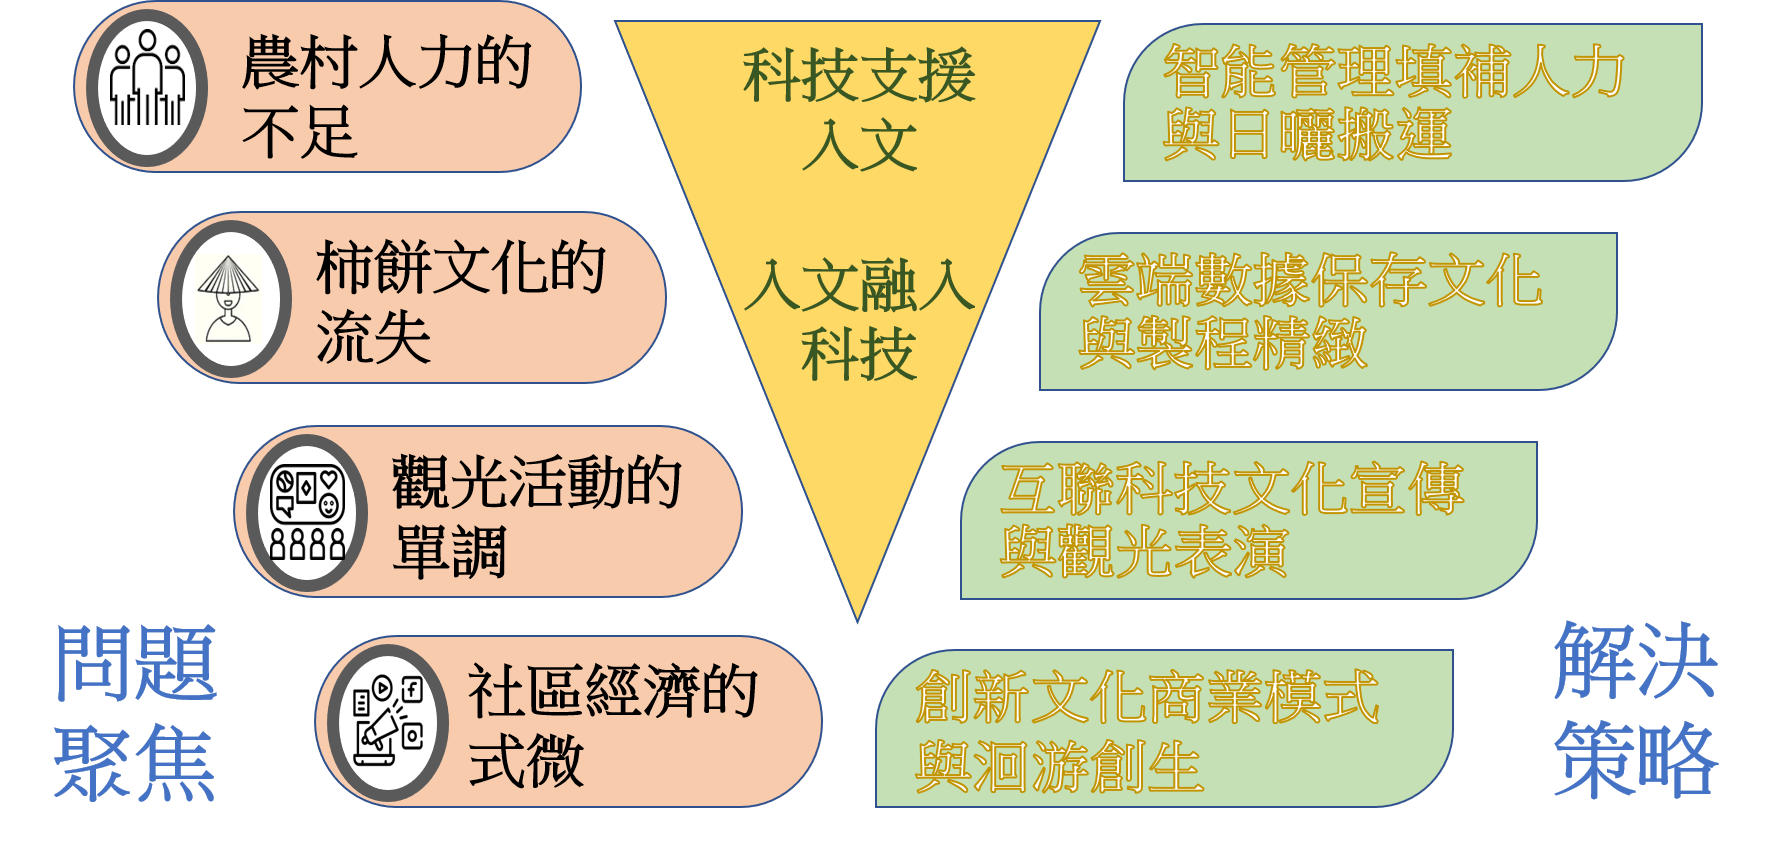 農村人力的
不足
柿餅文化的
流失
觀光活動的
單調
社區經濟的
式微
問題
聚焦
科技支援
人文
人文融入
科技
智能管理填補人力
與日曬搬運
雲端數據保存文化
與製程精緻
互聯科技文化宣傳
與觀光表演
創新文化商業模式
與洄游創生
解決
策略